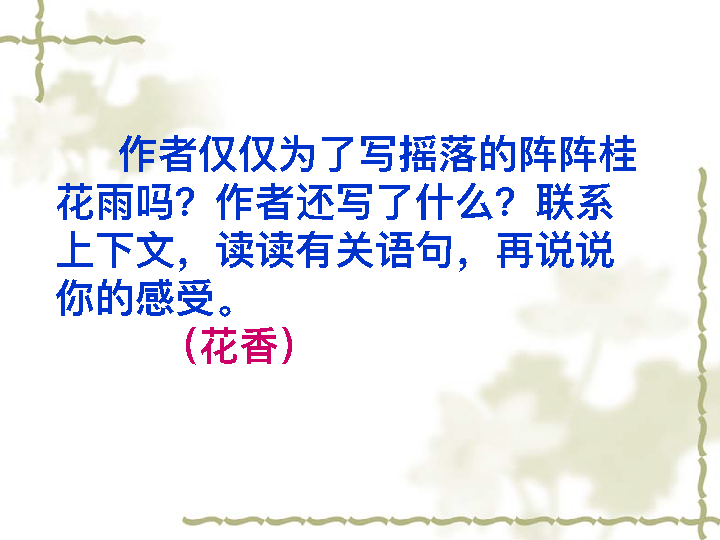 作者仅仅为了写摇落的阵阵桂
花雨吗？作者还写了什么？联系
上下文，读读有关语句，再说说
你的感受。
（花香）